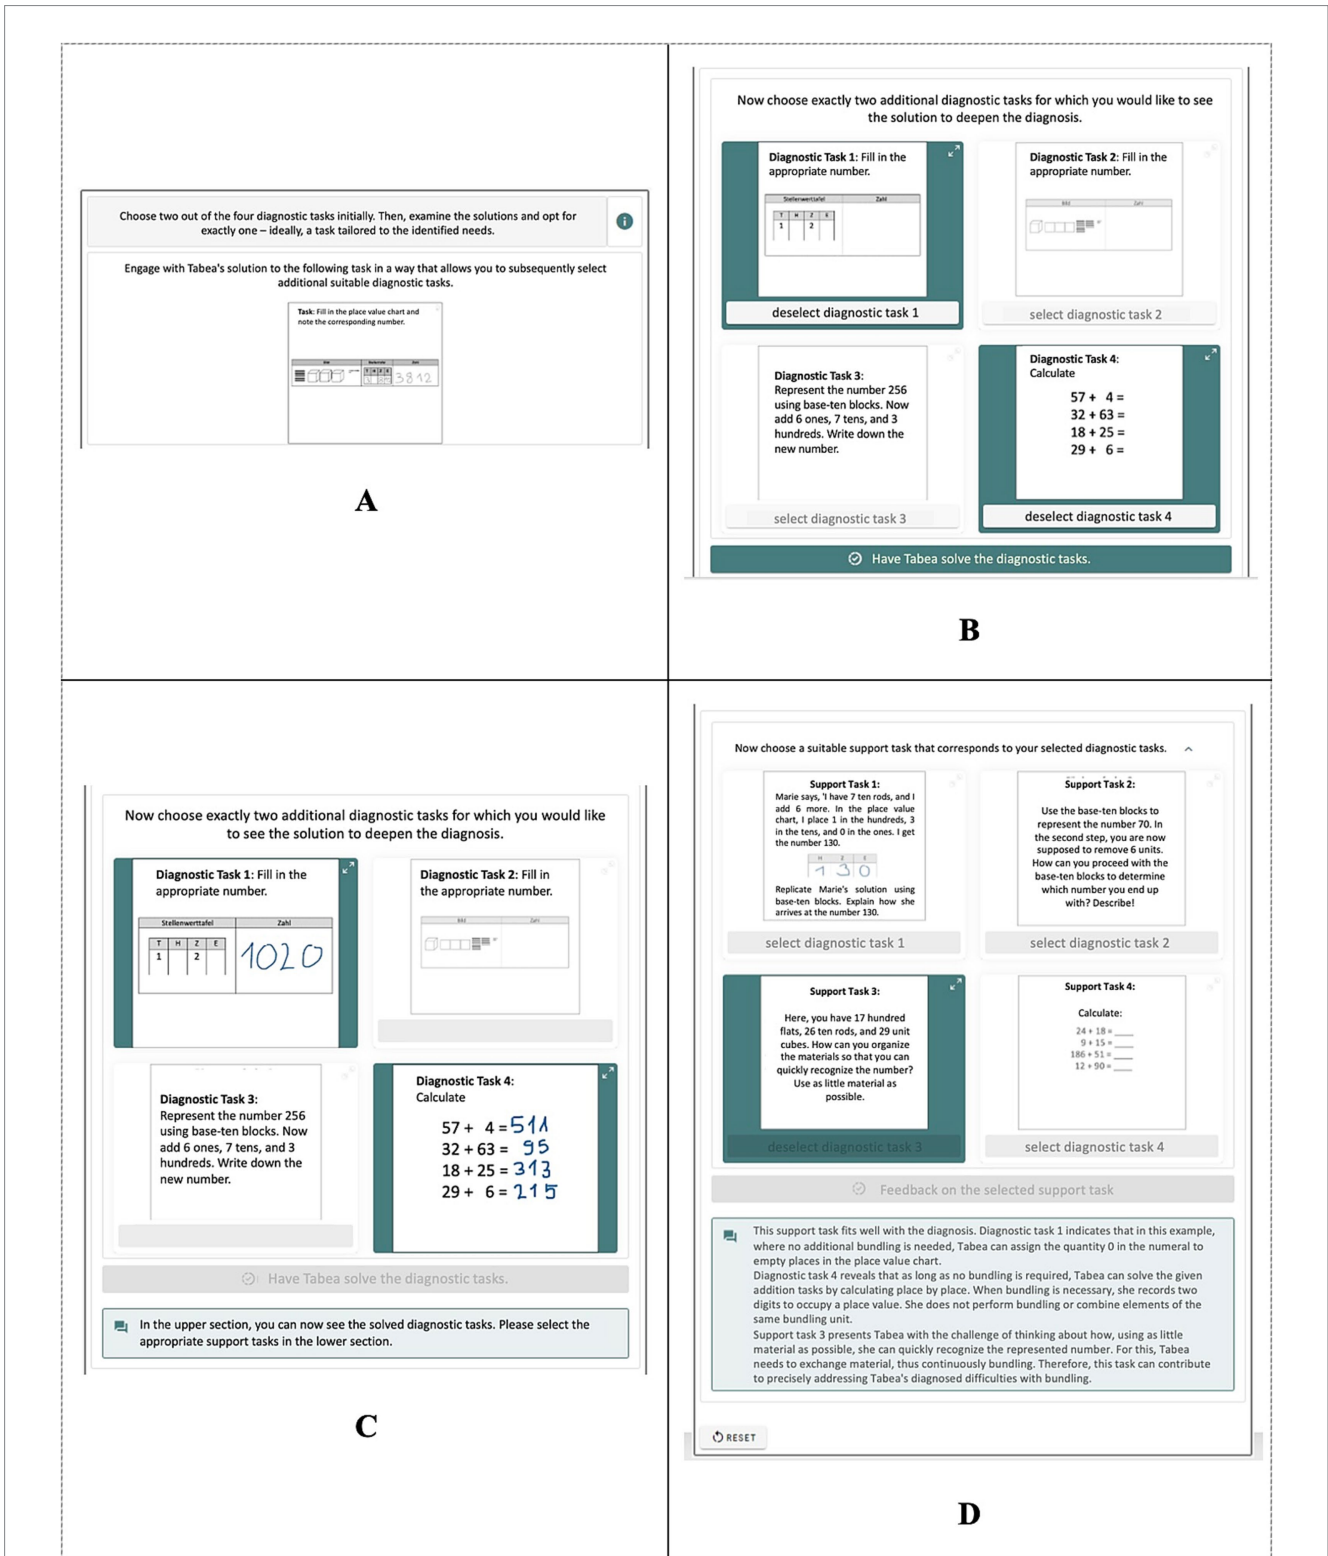 Choose two out of the four diagnostic tasks initially. Then, examine the solutions and opt for
exactly one – ideally, a task tailored to the identified needs.
Engage with Tabea's solution to the following task in a way that allows you to subsequently select
additional suitable diagnostic tasks.
Task: Fill in the place value chart and
note the corresponding number.
3812
A
Now choose exactly two additional diagnostic tasks for which you would like to see
the solution to deepen the diagnosis.
Diagnostic Task 1: Fill in the
appropriate number.
Stellenwerttafel Zahl
T H Z E
1 2
deselect diagnostic task 1
Diagnostic Task 2: Fill in the
appropriate number.
Bild Zahl
select diagnostic task 2
Diagnostic Task 3:
Represent the number 256
using base-ten blocks. Now
add 6 ones, 7 tens, and 3
hundreds. Write down the
new number.
select diagnostic task 3
Diagnostic Task 4:
Calculate
57 + 4 =
32 + 63 =
18 + 25 =
29 + 6 =
deselect diagnostic task 4
Have Tabea solve the diagnostic tasks.
B
Now choose exactly two additional diagnostic tasks for which you would like
to see the solution to deepen the diagnosis.
Diagnostic Task 1: Fill in the
appropriate number.
Stellenwerttafel Zahl
T H Z E
1 2 1020
Diagnostic Task 2: Fill in
the appropriate number.
Bild Zahl
Diagnostic Task 3:
Represent the number 256
using base-ten blocks. Now
add 6 ones, 7 tens, and 3
hundreds. Write down the
new number.
Diagnostic Task 4:
Calculate
57 + 4 = 511
32 + 63 = 95
18 + 25 = 313
29 + 6 = 215
Have Tabea solve the diagnostic tasks.
In the upper section, you can now see the solved diagnostic tasks. Please select the
appropriate support tasks in the lower section.
C
Now choose a suitable support task that corresponds to your selected diagnostic tasks.
Support Task 1:
Marie says, 'I have 7 ten rods, and I
add 6 more. In the place value
chart, I place 1 in the hundreds, 3
in the tens, and 0 in the ones. I get
the number 130.
H Z E
1 3 0
Replicate Marie's solution using
base-ten blocks. Explain how she
arrives at the number 130.
select diagnostic task 1
Support Task 2:
Use the base-ten blocks to
represent the number 70. In
the second step, you are now
supposed to remove 6 units.
How can you proceed with the
base-ten blocks to determine
which number you end up
with? Describe!
select diagnostic task 2
Support Task 3:
Here, you have 17 hundred
flats, 26 ten rods, and 29 unit
cubes. How can you organize
the materials so that you can
quickly recognize the number?
Use as little material as
possible.
deselect diagnostic task 3
Support Task 4:
Calculate:
24 + 18 = ____
9 + 15 = ____
186 + 51 = ____
12 + 90 = ____
select diagnostic task 4
Feedback on the selected support task
This support task fits well with the diagnosis. Diagnostic task 1 indicates that in this example,
where no additional bundling is needed, Tabea can assign the quantity 0 in the numeral to
empty places in the place value chart.
Diagnostic task 4 reveals that as long as no bundling is required, Tabea can solve the given
addition tasks by calculating place by place. When bundling is necessary, she records two
digits to occupy a place value. She does not perform bundling or combine elements of the
same bundling unit.
Support task 3 presents Tabea with the challenge of thinking about how, using as little
material as possible, she can quickly recognize the represented number. For this, Tabea
needs to exchange material, thus continuously bundling. Therefore, this task can contribute
to precisely addressing Tabea's diagnosed difficulties with bundling.
RESET
D